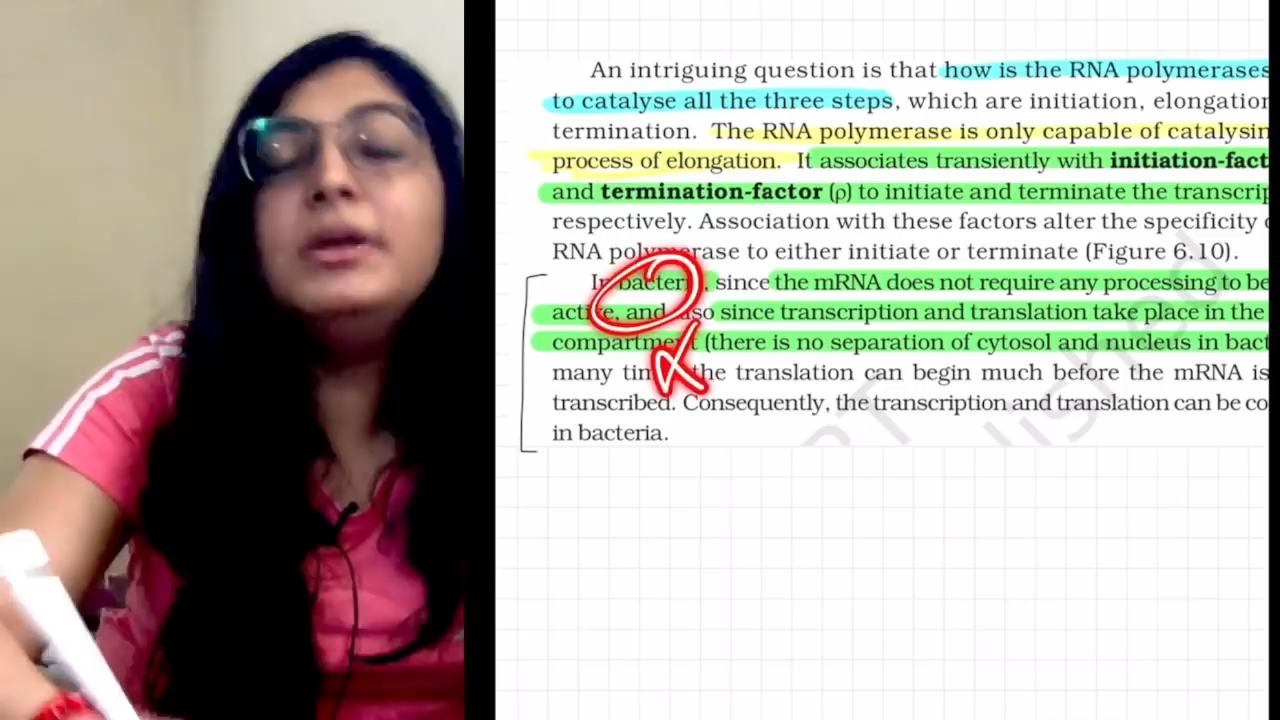 An intriguing question is that how is the RNA polymerases
to catalyse all the three steps, which are initiation, elongation
termination. The RNA polymerase is only capable of catalysin
process of elongation. It associates transiently with initiation-fact
and termination-factor (ρ) to initiate and terminate the transcrip
respectively. Association with these factors alter the specificity
RNA polymerase to either initiate or terminate (Figure 6.10).
In bacteria, since the mRNA does not require any processing to be
active, and also since transcription and translation take place in the
compartment (there is no separation of cytosol and nucleus in bact
many times the translation can begin much before the mRNA is
transcribed. Consequently, the transcription and translation can be co
in bacteria.